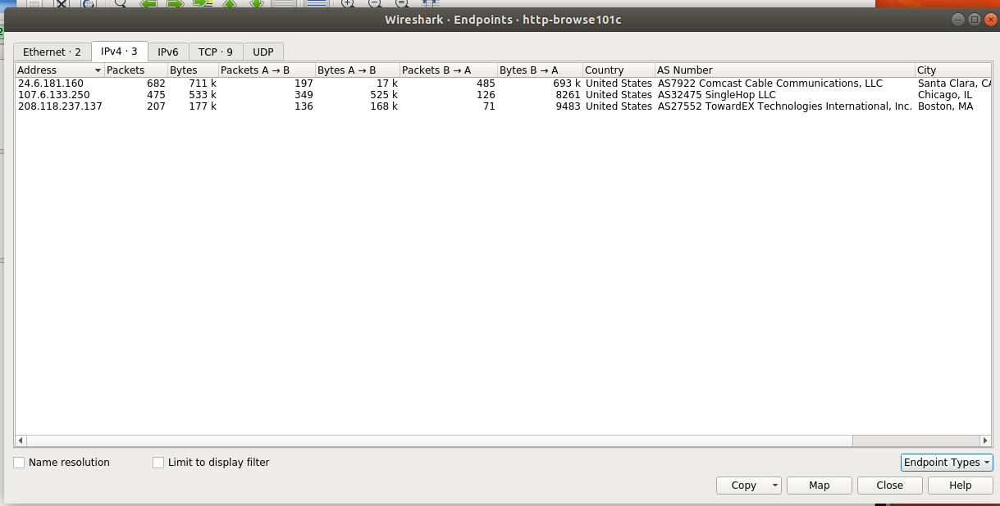 Wireshark · Endpoints · http-browse101c
Ethernet · 2 IPv4 · 3 IPv6 TCP · 9 UDP
Address Packets Bytes Packets A → B Bytes A → B Packets B → A Bytes B → A Country AS Number City
24.6.181.160 682 711 k 197 17 k 485 693 k United States AS7922 Comcast Cable Communications, LLC Santa Clara, CA
107.6.133.250 475 533 k 349 525 k 126 8261 United States AS32475 SingleHop LLC Chicago, IL
208.118.237.137 207 177 k 136 168 k 71 9483 United States AS27552 TowardEX Technologies International, Inc. Boston, MA
Name resolution Limit to display filter Endpoint Types
Copy Map Close Help